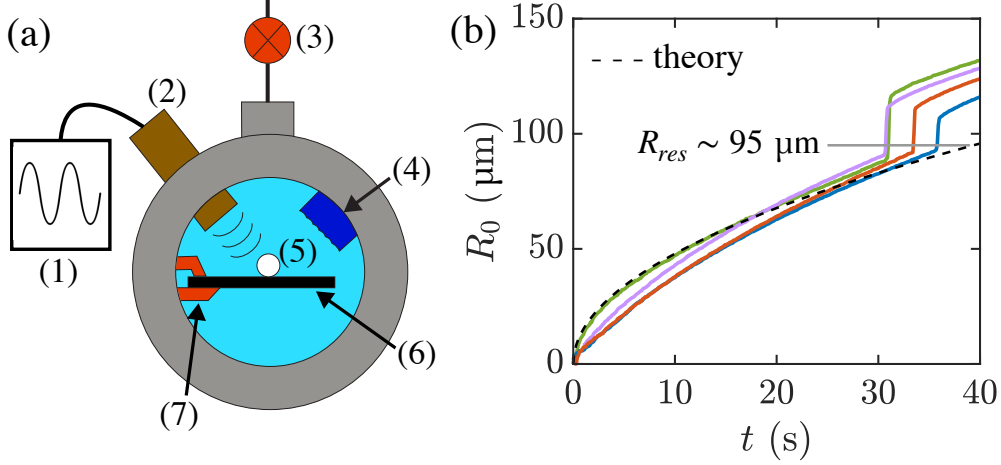 (a)
(1)
(2)
(3)
(4)
(5)
(6)
(7)
(b)
theory
R_res ~ 95 μm
R_0 (μm)
150
100
50
0
0
10
20
30
40
t (s)